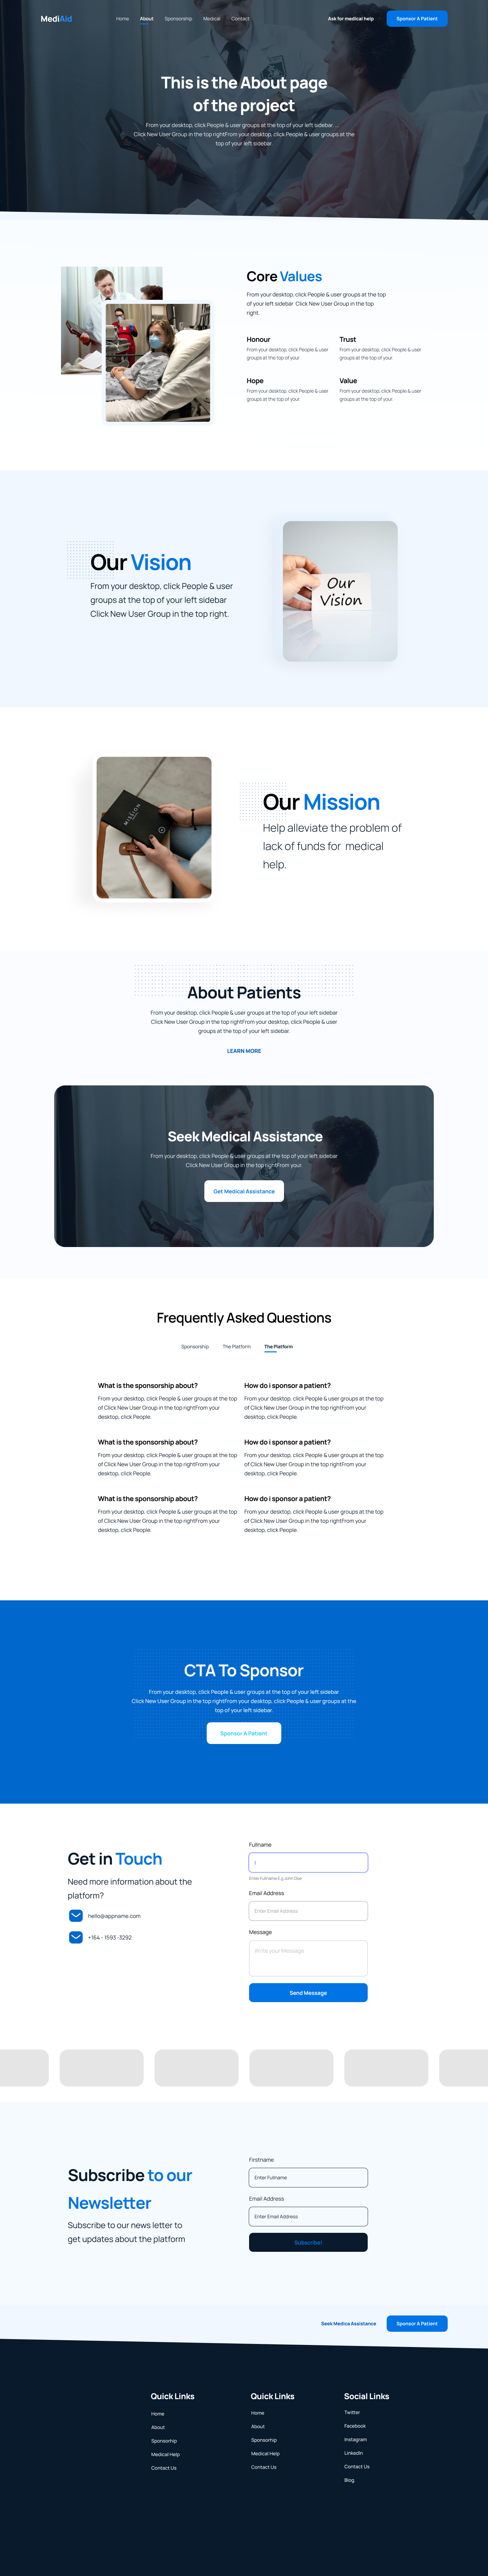 MediAid
Home About Sponsorship Medical Contact
Ask for medical help
Sponsor A Patient
This is the About page
of the project
From your desktop, click People & user groups at the top of your left sidebar. ...
Click New User Group in the top rightFrom your desktop, click People & user groups at the
top of your left sidebar.
Core Values
From your desktop, click People & user groups at the top
of your left sidebar Click New User Group in the top
right.
Honour
From your desktop, click People & user
groups at the top of your.
Trust
From your desktop, click People & user
groups at the top of your.
Hope
From your desktop, click People & user
groups at the top of your.
Value
From your desktop, click People & user
groups at the top of your.
Our Vision
From your desktop, click People & user
groups at the top of your left sidebar
Click New User Group in the top right.
Our
Vision
MISSION
Our Mission
Help alleviate the problem of
lack of funds for medical
help.
About Patients
From your desktop, click People & user groups at the top of your left sidebar
Click New User Group in the top rightFrom your desktop, click People & user
groups at the top of your left sidebar.
LEARN MORE
Seek Medical Assistance
From your desktop, click People & user groups at the top of your left sidebar
Click New User Group in the top rightFrom your.
Get Medical Assistance
Frequently Asked Questions
Sponsorship The Platform The Platform
What is the sponsorship about?
From your desktop, click People & user groups at the top
of Click New User Group in the top rightFrom your
desktop, click People.
How do i sponsor a patient?
From your desktop, click People & user groups at the top
of Click New User Group in the top rightFrom your
desktop, click People.
What is the sponsorship about?
From your desktop, click People & user groups at the top
of Click New User Group in the top rightFrom your
desktop, click People.
How do i sponsor a patient?
From your desktop, click People & user groups at the top
of Click New User Group in the top rightFrom your
desktop, click People.
What is the sponsorship about?
From your desktop, click People & user groups at the top
of Click New User Group in the top rightFrom your
desktop, click People.
How do i sponsor a patient?
From your desktop, click People & user groups at the top
of Click New User Group in the top rightFrom your
desktop, click People.
CTA To Sponsor
From your desktop, click People & user groups at the top of your left sidebar
Click New User Group in the top rightFrom your desktop, click People & user groups at the
top of your left sidebar.
Sponsor A Patient
Get in Touch
Need more information about the
platform?
hello@appname.com
+164 - 1593 -3292
Fullname
Enter Fullname E.g John Doe
Email Address
Enter Email Address
Message
Write your Message
Send Message
Subscribe to our
Newsletter
Subscribe to our news letter to
get updates about the platform
Firstname
Enter Fullname
Email Address
Enter Email Address
Subscribe!
Seek Medica Assistance
Sponsor A Patient
Quick Links
Home
About
Sponsorhip
Medical Help
Contact Us
Quick Links
Home
About
Sponsorhip
Medical Help
Contact Us
Social Links
Twitter
Facebook
Instagram
LinkedIn
Contact Us
Blog.